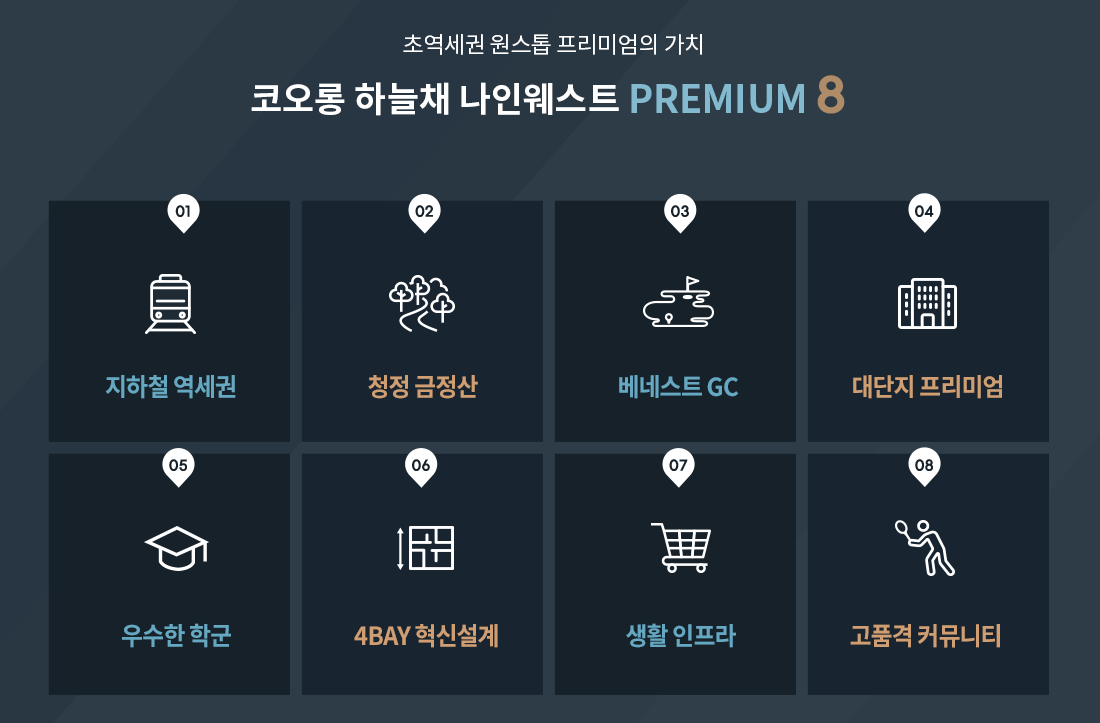 초역세권 원스톱 프리미엄의 가치
코오롱 하늘채 나인웨스트 PREMIUM 8
01
02
03
04
지하철 역세권
청정 금정산
베네스트 GC
대단지 프리미엄
05
06
07
08
우수한 학군
4BAY 혁신설계
생활 인프라
고품격 커뮤니티